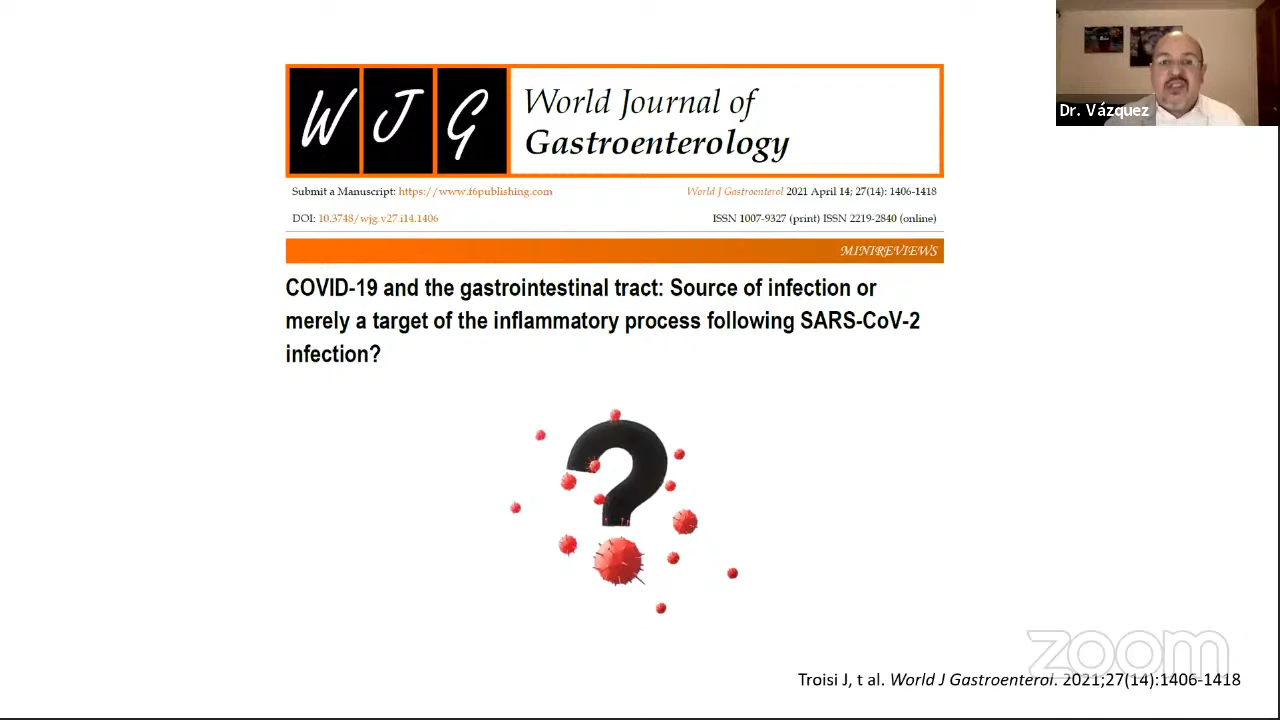 Dr. Vázquez
W J G
World Journal of
Gastroenterology
Submit a Manuscript: https://www.f6publishing.com
World J Gastroenterol 2021 April 14; 27(14): 1406-1418
DOI: 10.3748/wjg.v27.i14.1406
ISSN 1007-9327 (print) ISSN 2219-2840 (online)
MINIREVIEWS
COVID-19 and the gastrointestinal tract: Source of infection or
merely a target of the inflammatory process following SARS-CoV-2
infection?
?
zoom
Troisi J, t al. World J Gastroenterol. 2021;27(14):1406-1418